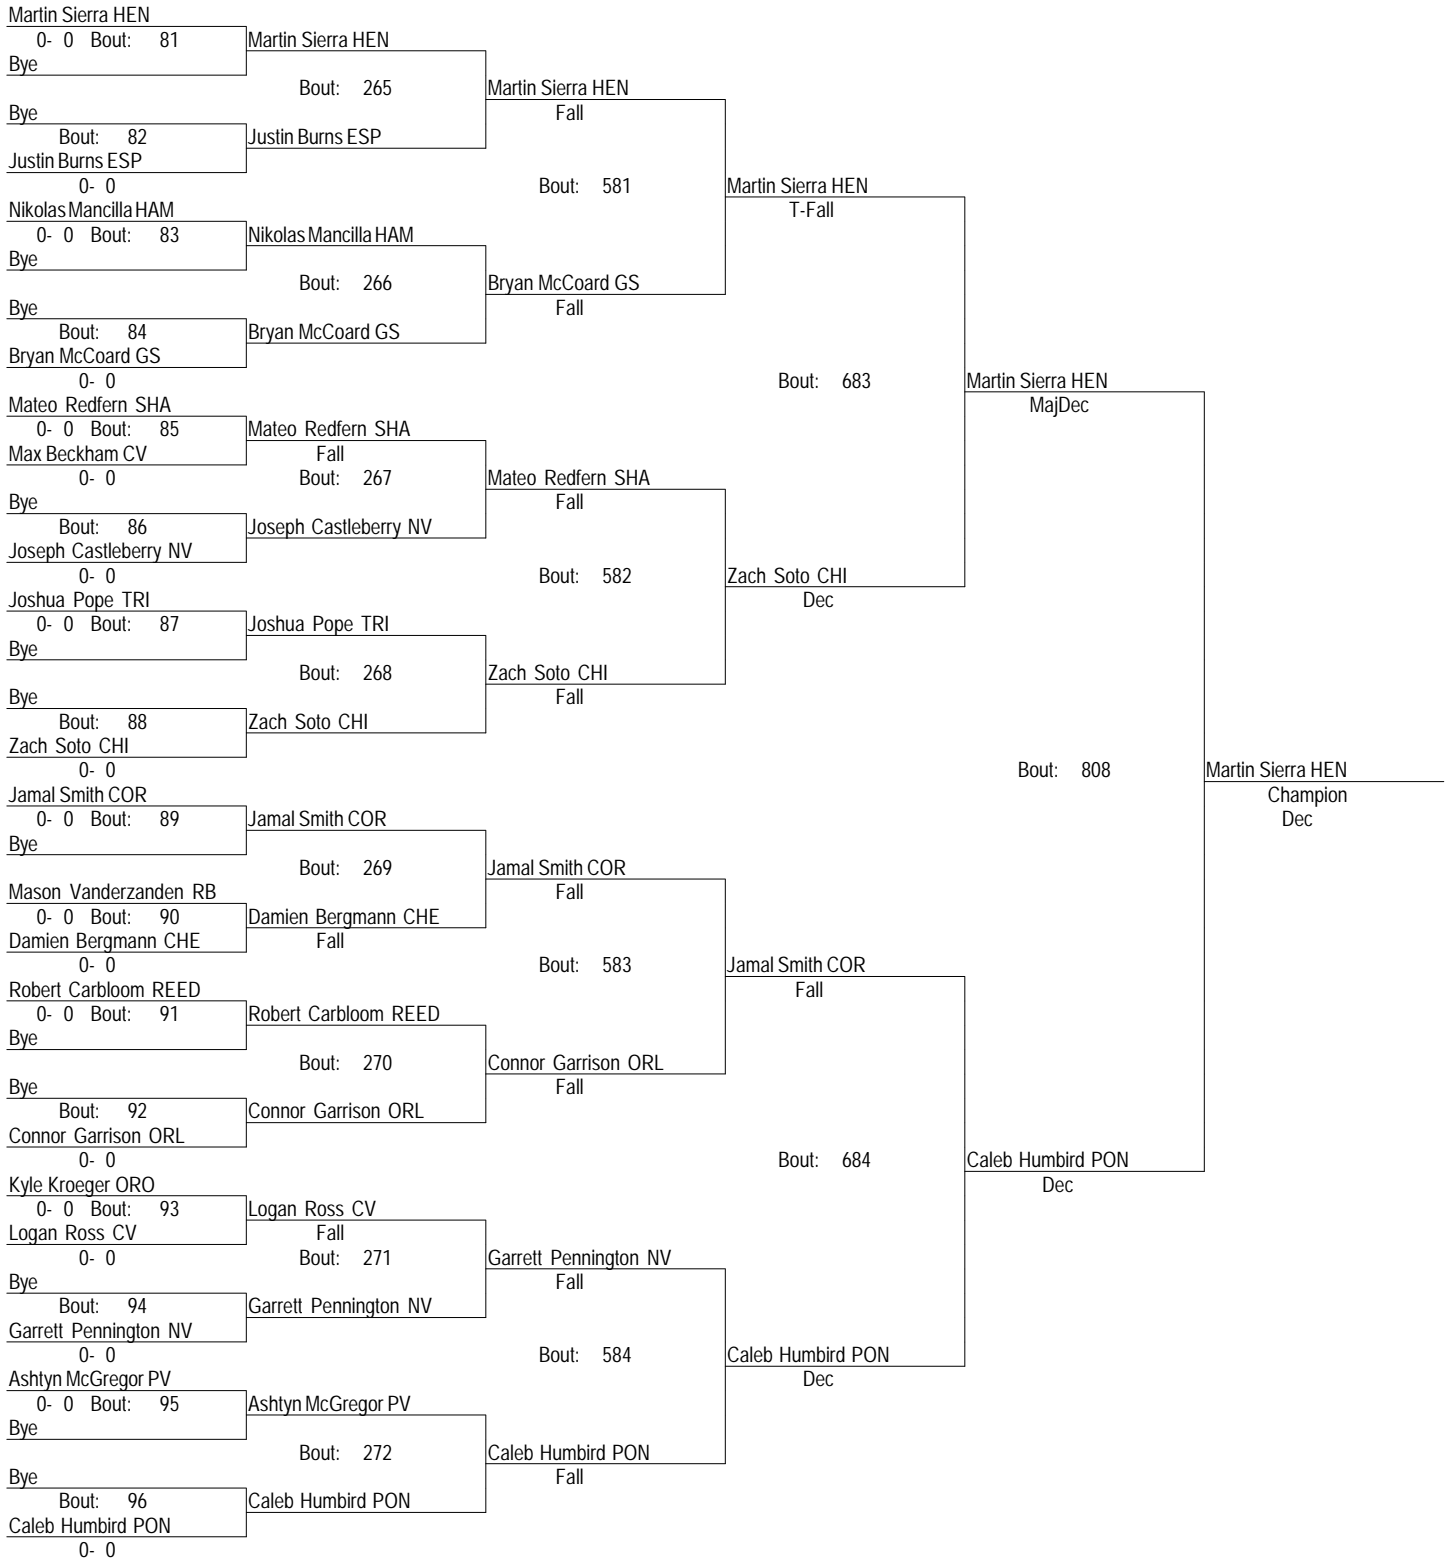 Martin Sierra HEN
0- 0 Bout: 81 Martin Sierra HEN
Bye
Bout: 265 Martin Sierra HEN
Bye Fall
Bout: 82 Justin Burns ESP
Justin Burns ESP
0- 0 Bout: 581 Martin Sierra HEN
Nikolas Mancilla HAM T-Fall
0- 0 Bout: 83 Nikolas Mancilla HAM
Bye
Bout: 266 Bryan McCoard GS
Bye Fall
Bout: 84 Bryan McCoard GS
Bryan McCoard GS
0- 0 Bout: 683 Martin Sierra HEN
Mateo Redfern SHA MajDec
0- 0 Bout: 85 Mateo Redfern SHA
Max Beckham CV Fall
0- 0 Bout: 267 Mateo Redfern SHA
Bye Fall
Bout: 86 Joseph Castleberry NV
Joseph Castleberry NV
0- 0 Bout: 582 Zach Soto CHI
Joshua Pope TRI Dec
0- 0 Bout: 87 Joshua Pope TRI
Bye
Bout: 268 Zach Soto CHI
Bye Fall
Bout: 88 Zach Soto CHI
Zach Soto CHI
0- 0 Bout: 808 Martin Sierra HEN
Jamal Smith COR Champion
0- 0 Bout: 89 Jamal Smith COR Dec
Bye
Bout: 269 Jamal Smith COR
Mason Vanderzanden RB Fall
0- 0 Bout: 90 Damien Bergmann CHE
Damien Bergmann CHE Fall
0- 0 Bout: 583 Jamal Smith COR
Robert Carbloom REED Fall
0- 0 Bout: 91 Robert Carbloom REED
Bye
Bout: 270 Connor Garrison ORL
Bye Fall
Bout: 92 Connor Garrison ORL
Connor Garrison ORL
0- 0 Bout: 684 Caleb Humbird PON
Kyle Kroeger ORO Dec
0- 0 Bout: 93 Logan Ross CV
Logan Ross CV Fall
0- 0 Bout: 271 Garrett Pennington NV
Bye Fall
Bout: 94 Garrett Pennington NV
Garrett Pennington NV
0- 0 Bout: 584 Caleb Humbird PON
Ashtyn McGregor PV Dec
0- 0 Bout: 95 Ashtyn McGregor PV
Bye
Bout: 272 Caleb Humbird PON
Bye Fall
Bout: 96 Caleb Humbird PON
Caleb Humbird PON
0- 0